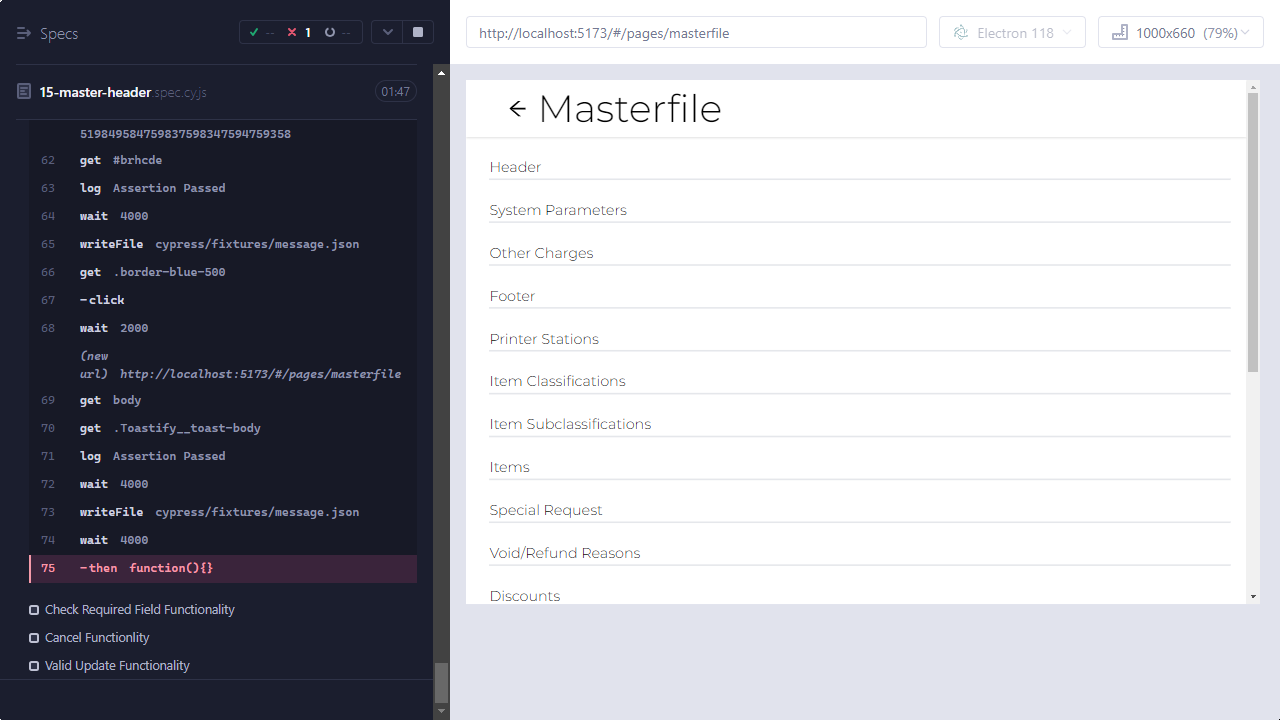 Specs
-- 1 --
15-master-header.spec.cy.js 01:47
519849584759837598347594759358
62 get #brhcde
63 log Assertion Passed
64 wait 4000
65 writeFile cypress/fixtures/message.json
66 get .border-blue-500
67 -click
68 wait 2000
(new
url) http://localhost:5173/#/pages/masterfile
69 get body
70 get .Toastify__toast-body
71 log Assertion Passed
72 wait 4000
73 writeFile cypress/fixtures/message.json
74 wait 4000
75 -then function(){}
Check Required Field Functionality
Cancel Functionlity
Valid Update Functionality
http://localhost:5173/#/pages/masterfile
Electron 118
1000x660 (79%)
Masterfile
Header
System Parameters
Other Charges
Footer
Printer Stations
Item Classifications
Item Subclassifications
Items
Special Request
Void/Refund Reasons
Discounts